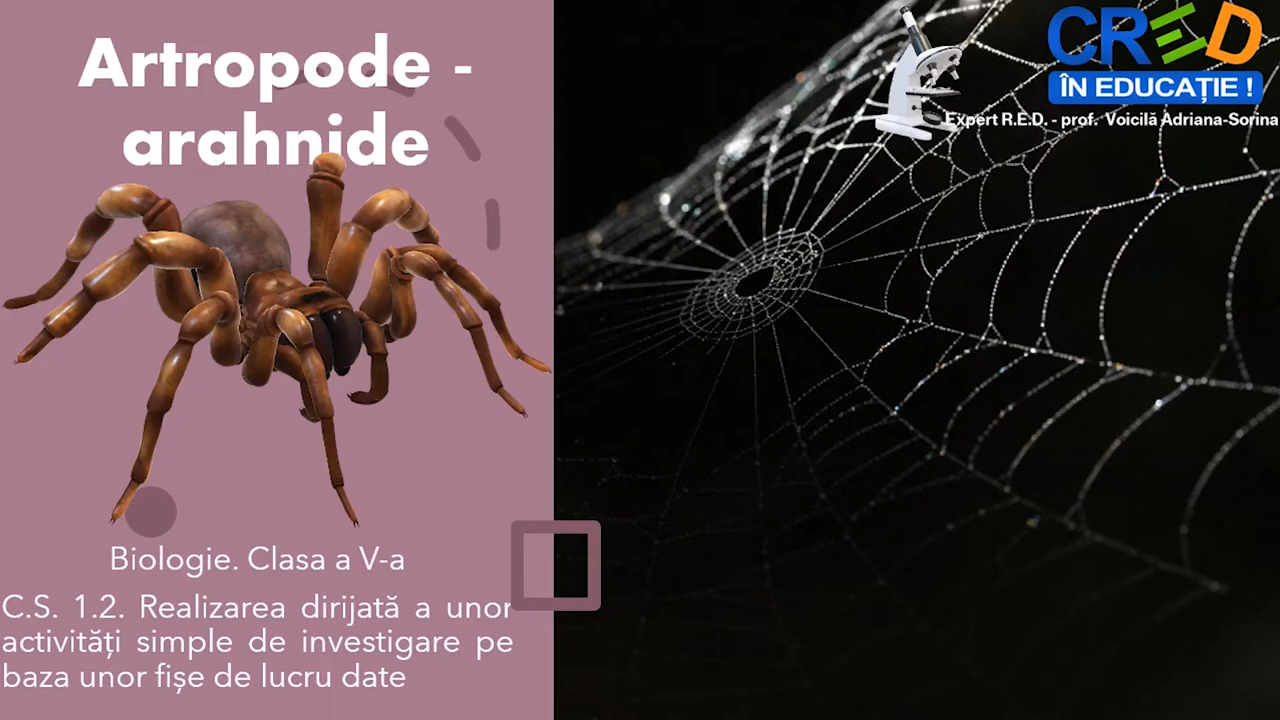 Artropode -
arahnide
Biologie. Clasa a V-a
C.S. 1.2. Realizarea dirijată a unor
activități simple de investigare pe
baza unor fișe de lucru date
CRED
ÎN EDUCAȚIE !
Expert R.E.D. - prof. Voicilă Adriana-Sorina